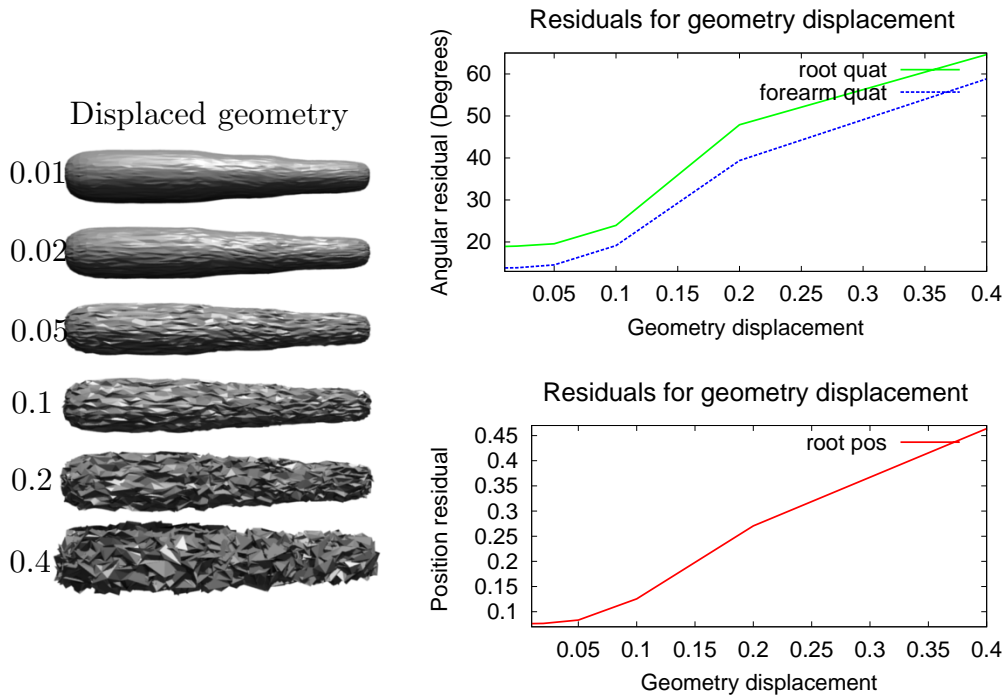 Displaced geometry
0.01
0.02
0.05
0.1
0.2
0.4
Residuals for geometry displacement
Angular residual (Degrees)
60
50
40
30
20
root quat
forearm quat
0.05 0.1 0.15 0.2 0.25 0.3 0.35 0.4
Geometry displacement
Residuals for geometry displacement
Position residual
0.45
0.4
0.35
0.3
0.25
0.2
0.15
0.1
root pos
0.05 0.1 0.15 0.2 0.25 0.3 0.35 0.4
Geometry displacement